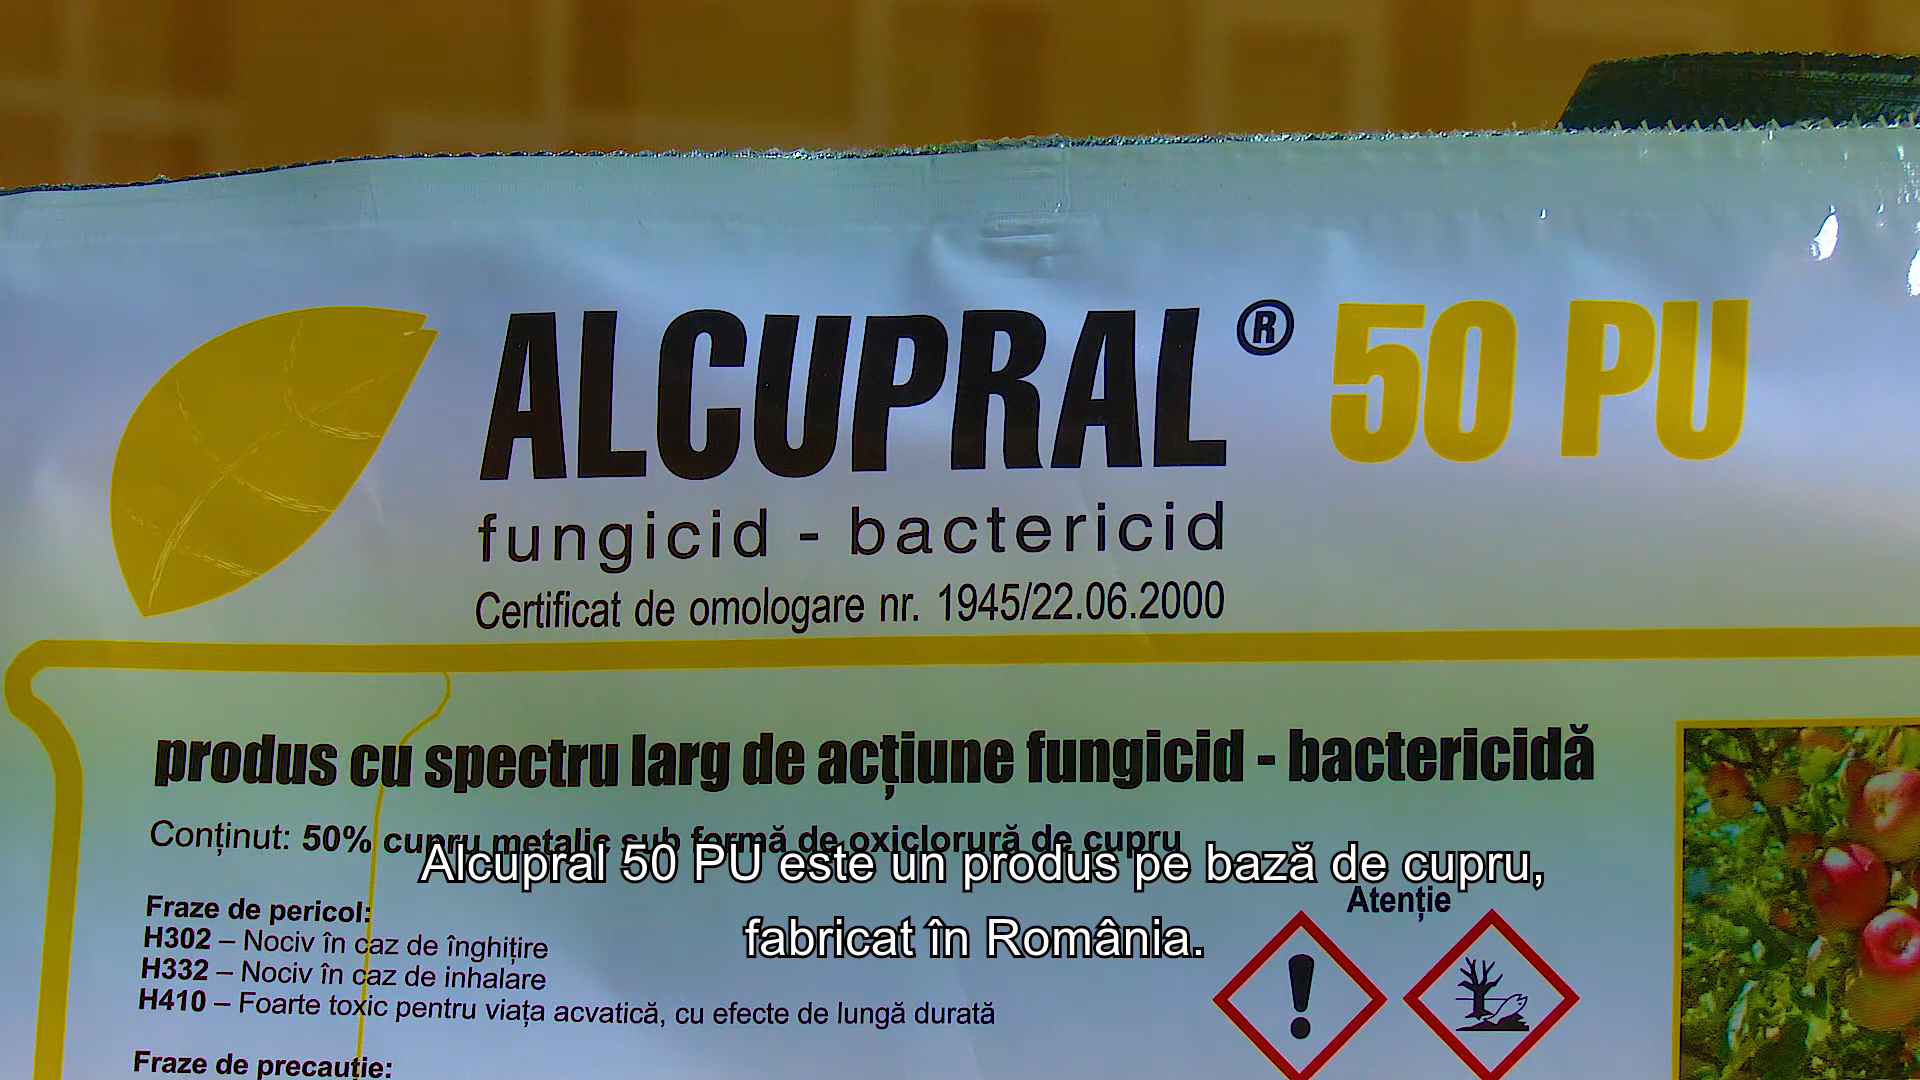 ALCUPRAL® 50 PU
fungicid - bactericid
Certificat de omologare nr. 1945/22.06.2000
produs cu spectru larg de acțiune fungicid - bactericidă
Conținut: 50% cupru metalic sub formă de oxiclorură de cupru
Alcupral 50 PU este un produs pe bază de cupru,
fabricat în România.
Atenție
Fraze de pericol:
H302 – Nociv în caz de înghițire
H332 – Nociv în caz de inhalare
H410 – Foarte toxic pentru viața acvatică, cu efecte de lungă durată
Fraze de precauție: